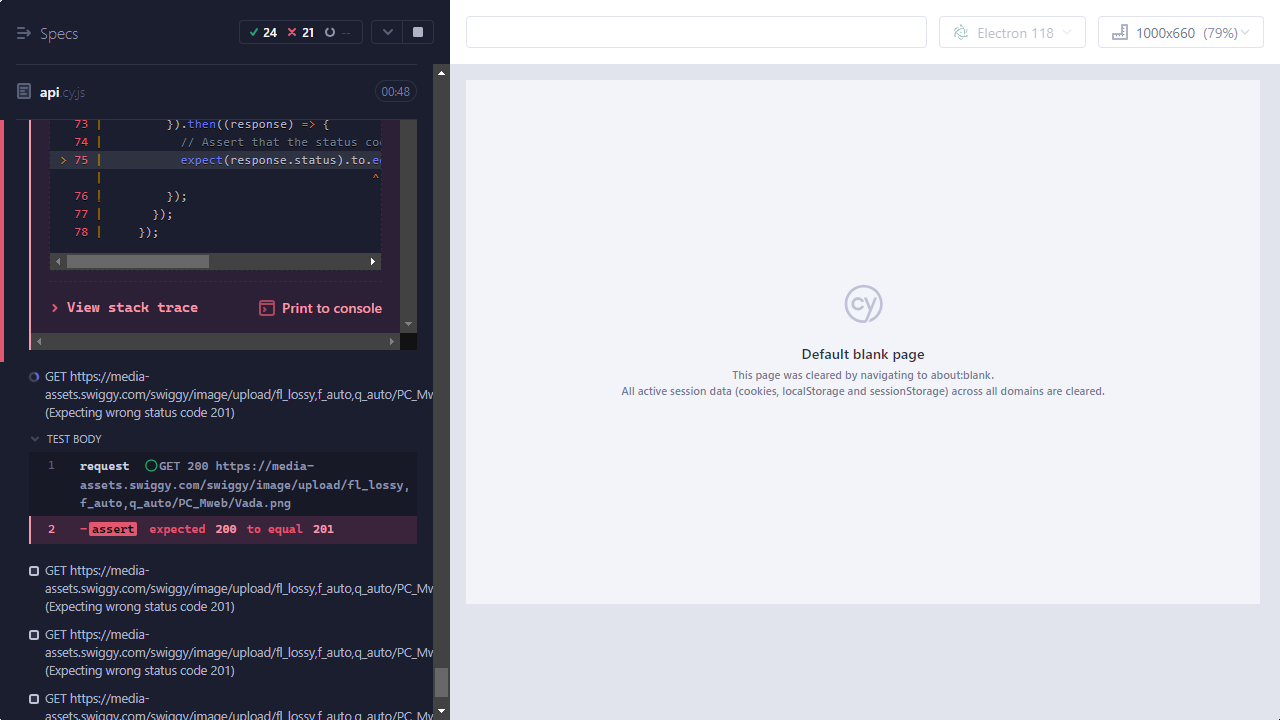 Specs
24 21 --
Electron 118
1000x660 (79%)
api.cy.js
00:48
73 | }).then((response) => {
74 | // Assert that the status co
> 75 | expect(response.status).to.e
| ^
76 | });
77 | });
78 | });
View stack trace
Print to console
GET https://media-
assets.swiggy.com/swiggy/image/upload/fl_lossy,f_auto,q_auto/PC_Mw
(Expecting wrong status code 201)
TEST BODY
1 request GET 200 https://media-
assets.swiggy.com/swiggy/image/upload/fl_lossy,
f_auto,q_auto/PC_Mweb/Vada.png
2 -assert expected 200 to equal 201
GET https://media-
assets.swiggy.com/swiggy/image/upload/fl_lossy,f_auto,q_auto/PC_Mw
(Expecting wrong status code 201)
GET https://media-
assets.swiggy.com/swiggy/image/upload/fl_lossy,f_auto,q_auto/PC_Mw
(Expecting wrong status code 201)
GET https://media-
assets.swiggy.com/swiggy/image/upload/fl_lossy,f_auto,q_auto/PC_Mw
cy
Default blank page
This page was cleared by navigating to about:blank.
All active session data (cookies, localStorage and sessionStorage) across all domains are cleared.